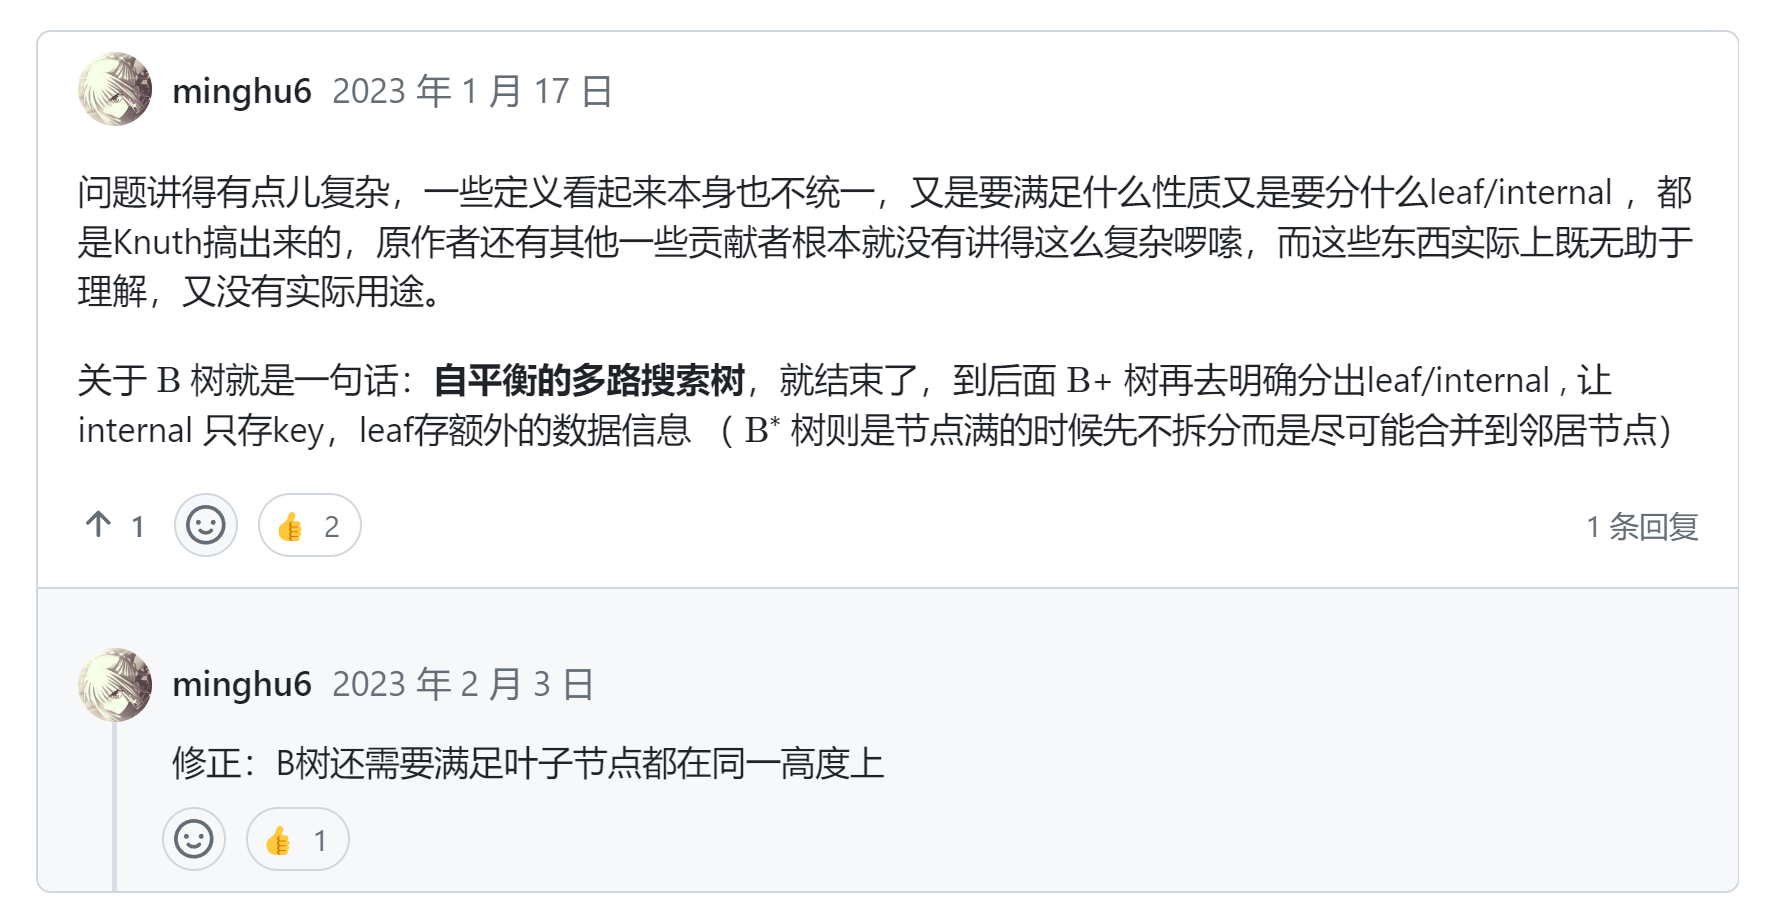 minghu6 2023 年 1 月 17 日
问题讲得有点儿复杂，一些定义看起来本身也不统一，又是要满足什么性质又是要分什么leaf/internal ，都
是Knuth搞出来的，原作者还有其他一些贡献者根本就没有讲得这么复杂啰嗦，而这些东西实际上既无助于
理解，又没有实际用途。
关于 B 树就是一句话：自平衡的多路搜索树，就结束了，到后面 B+ 树再去明确分出leaf/internal , 让
internal 只存key，leaf存额外的数据信息 （ B* 树则是节点满的时候先不拆分而是尽可能合并到邻居节点）
1 👍 2 1 条回复
minghu6 2023 年 2 月 3 日
修正：B树还需要满足叶子节点都在同一高度上
👍 1